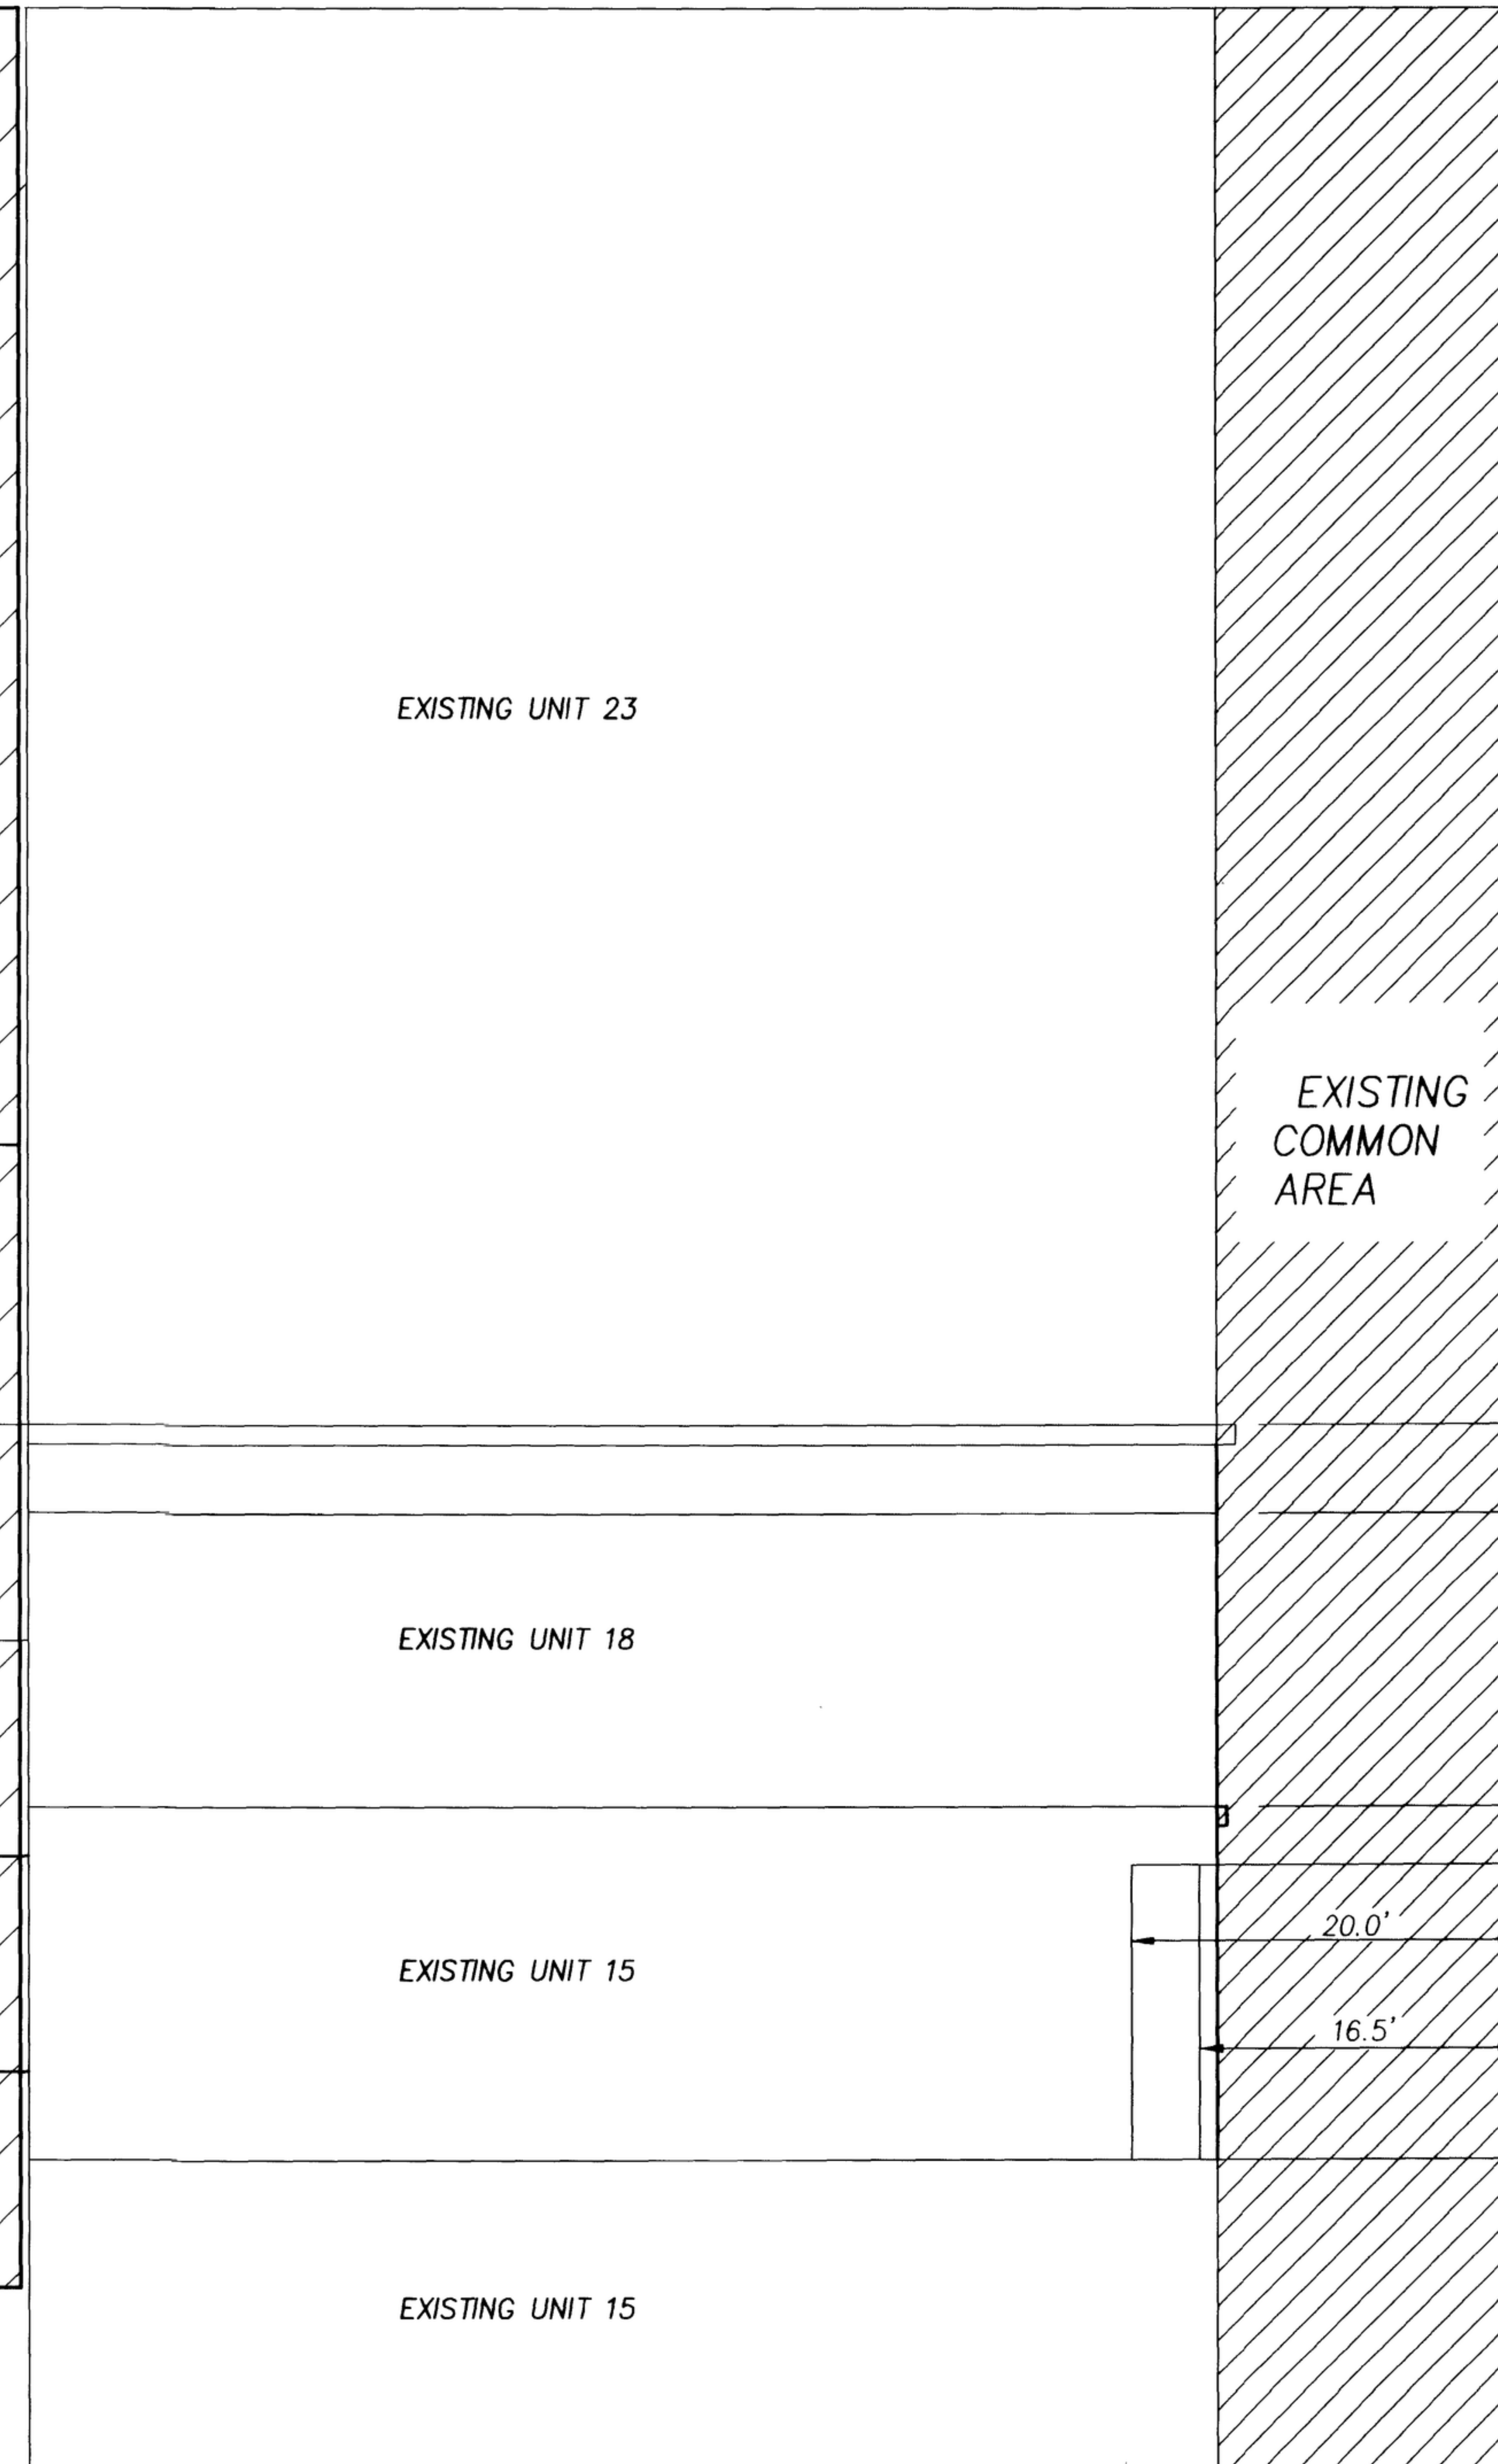 EXISTING UNIT 23
EXISTING
COMMON
AREA
EXISTING UNIT 18
20.0'
EXISTING UNIT 15
16.5'
EXISTING UNIT 15